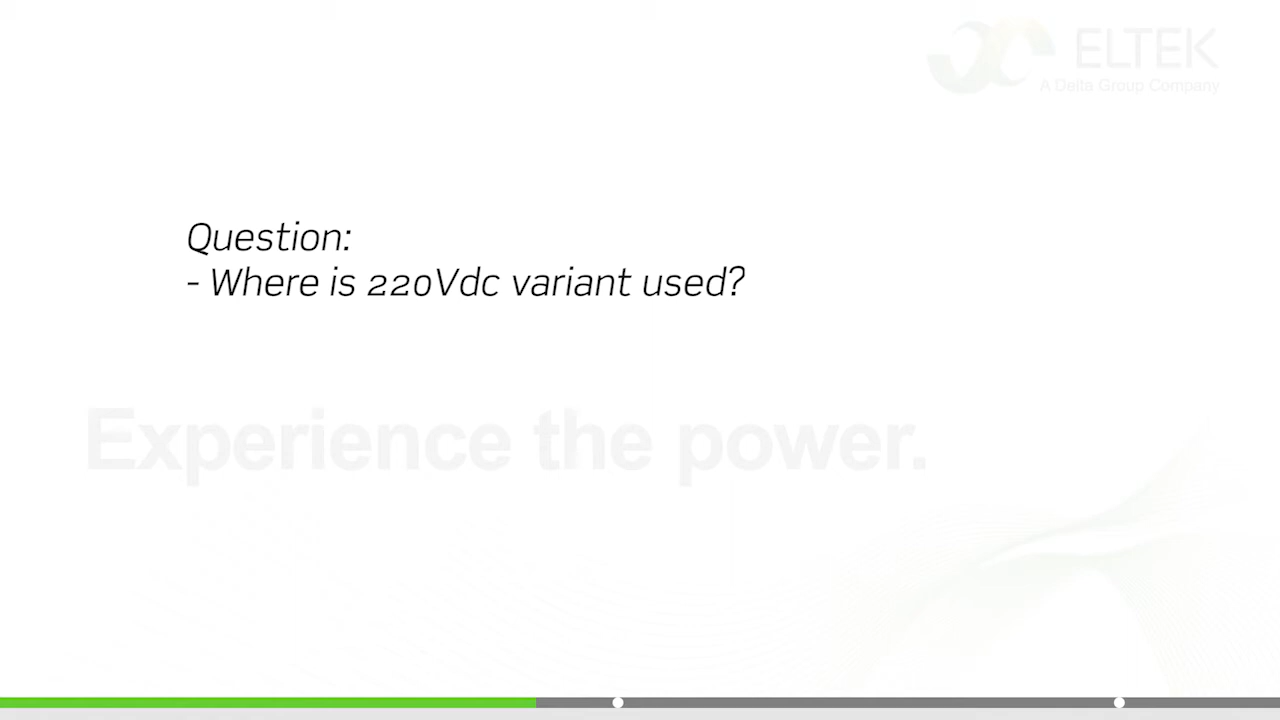 ELTEK
A Delta Group Company
Question:
- Where is 220Vdc variant used?
Experience the power.